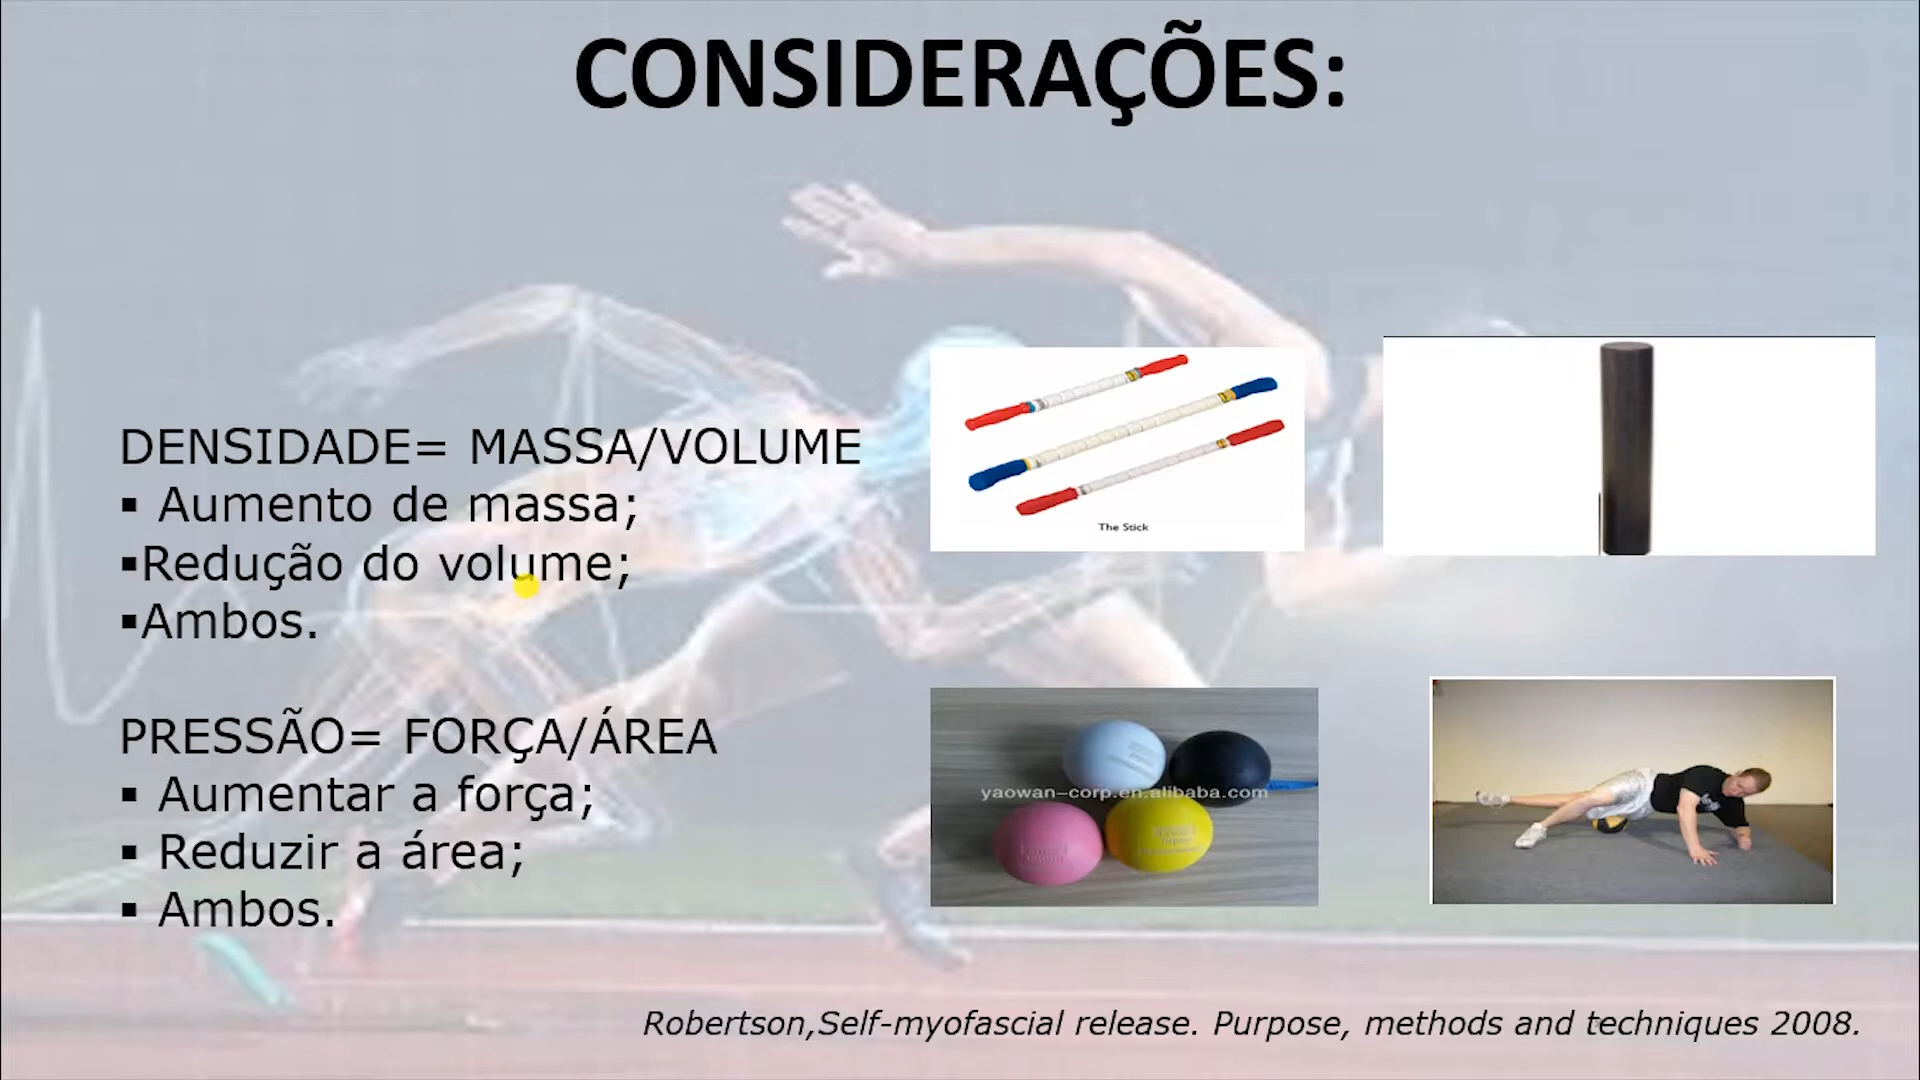 CONSIDERAÇÕES:
DENSIDADE= MASSA/VOLUME
▪ Aumento de massa;
▪Redução do volume;
▪Ambos.
PRESSÃO= FORÇA/ÁREA
▪ Aumentar a força;
▪ Reduzir a área;
▪ Ambos.
The Stick
yaowan-corp.en.alibaba.com
Robertson,Self-myofascial release. Purpose, methods and techniques 2008.